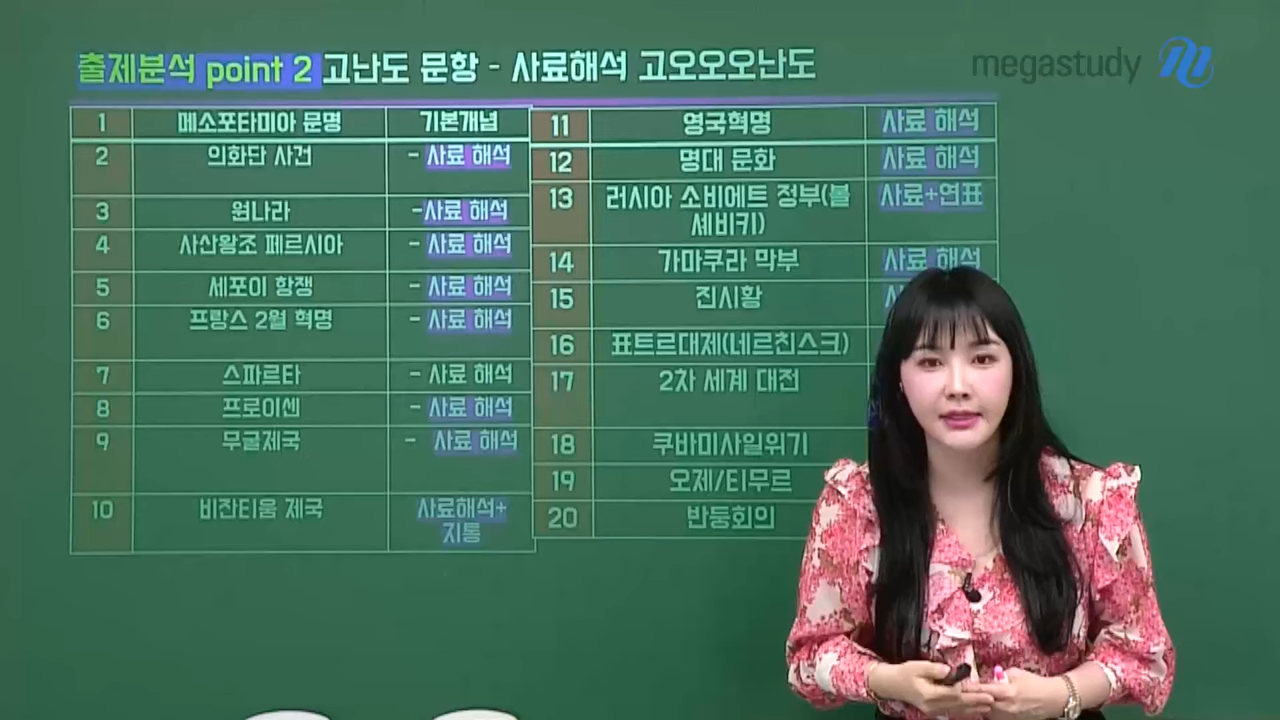 출제분석 point 2 고난도 문항 - 사료해석 고오오오난도
megastudy
1 메소포타미아 문명 기본개념
2 의화단 사건 - 사료 해석
3 원나라 -사료 해석
4 사산왕조 페르시아 - 사료 해석
5 세포이 항쟁 - 사료 해석
6 프랑스 2월 혁명 - 사료 해석
7 스파르타 - 사료 해석
8 프로이센 - 사료 해석
9 무굴제국 - 사료 해석
10 비잔티움 제국 사료해석+
지통
11 영국혁명 사료 해석
12 명대 문화 사료 해석
13 러시아 소비에트 정부(볼 사료+연표
셰비키)
14 가마쿠라 막부 사료 해석
15 진시황
16 표트르대제(네르친스크)
17 2차 세계 대전
18 쿠바미사일위기
19 오제/티무르
20 반둥회의